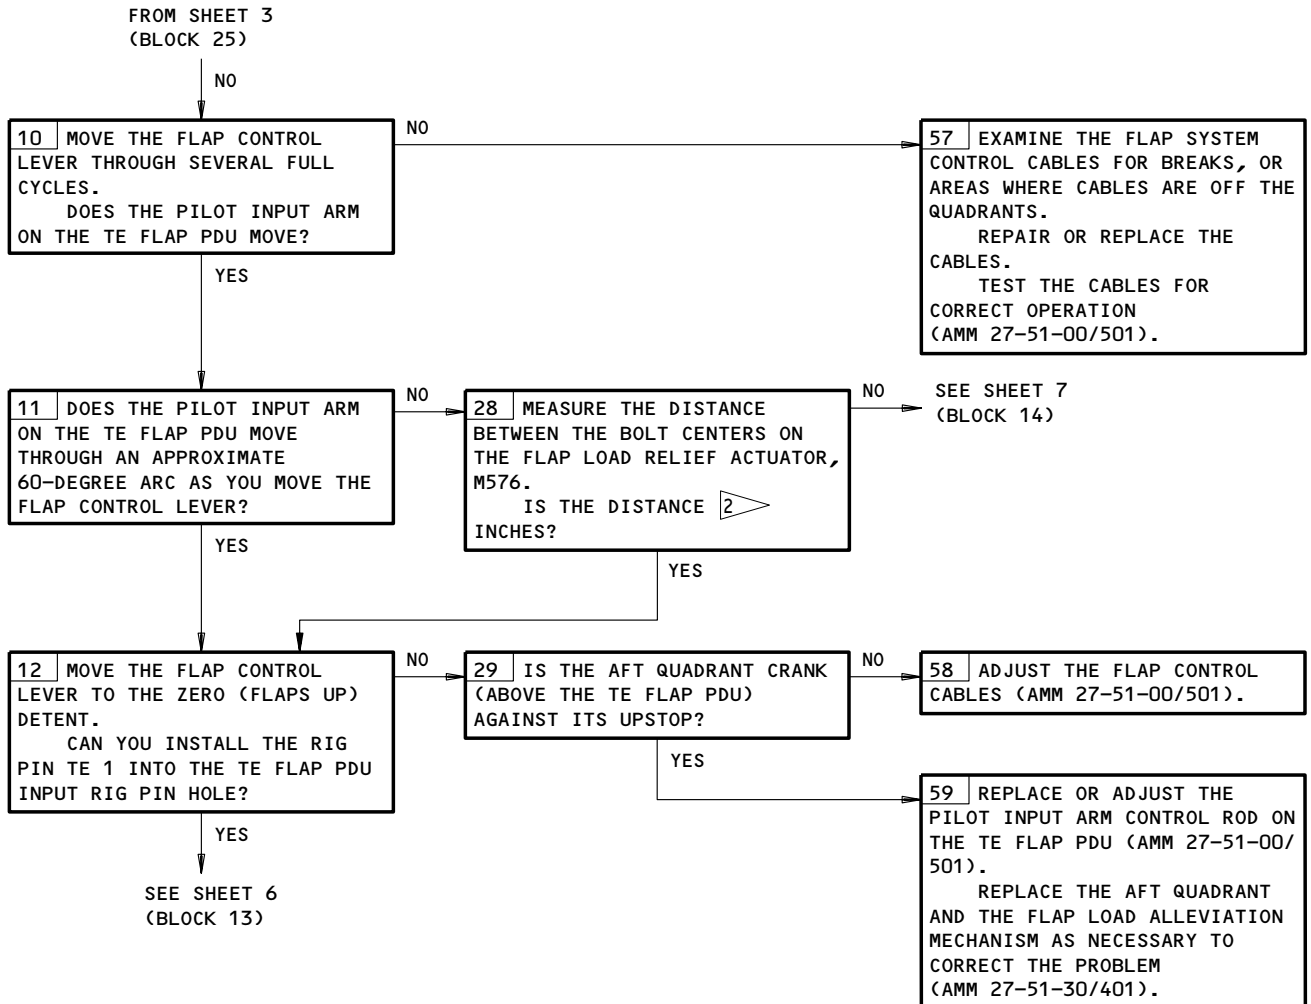 FROM SHEET 3
(BLOCK 25)
NO
10 MOVE THE FLAP CONTROL
LEVER THROUGH SEVERAL FULL
CYCLES.
DOES THE PILOT INPUT ARM
ON THE TE FLAP PDU MOVE?
NO
57 EXAMINE THE FLAP SYSTEM
CONTROL CABLES FOR BREAKS, OR
AREAS WHERE CABLES ARE OFF THE
QUADRANTS.
REPAIR OR REPLACE THE
CABLES.
TEST THE CABLES FOR
CORRECT OPERATION
(AMM 27-51-00/501).
YES
11 DOES THE PILOT INPUT ARM
ON THE TE FLAP PDU MOVE
THROUGH AN APPROXIMATE
60-DEGREE ARC AS YOU MOVE THE
FLAP CONTROL LEVER?
NO
28 MEASURE THE DISTANCE
BETWEEN THE BOLT CENTERS ON
THE FLAP LOAD RELIEF ACTUATOR,
M576.
IS THE DISTANCE 2
INCHES?
NO
SEE SHEET 7
(BLOCK 14)
YES
YES
12 MOVE THE FLAP CONTROL
LEVER TO THE ZERO (FLAPS UP)
DETENT.
CAN YOU INSTALL THE RIG
PIN TE 1 INTO THE TE FLAP PDU
INPUT RIG PIN HOLE?
NO
29 IS THE AFT QUADRANT CRANK
(ABOVE THE TE FLAP PDU)
AGAINST ITS UPSTOP?
NO
58 ADJUST THE FLAP CONTROL
CABLES (AMM 27-51-00/501).
YES
59 REPLACE OR ADJUST THE
PILOT INPUT ARM CONTROL ROD ON
THE TE FLAP PDU (AMM 27-51-00/
501).
REPLACE THE AFT QUADRANT
AND THE FLAP LOAD ALLEVIATION
MECHANISM AS NECESSARY TO
CORRECT THE PROBLEM
(AMM 27-51-30/401).
YES
SEE SHEET 6
(BLOCK 13)